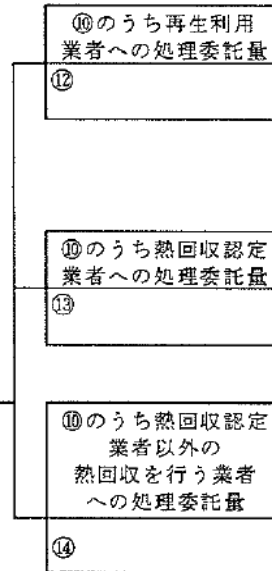 ⑩のうち再生利用
業者への処理委託量
⑫
⑩のうち熱回収認定
業者への処理委託量
⑬
⑩のうち熱回収認定
業者以外の
熱回収を行う業者
への処理委託量
⑭